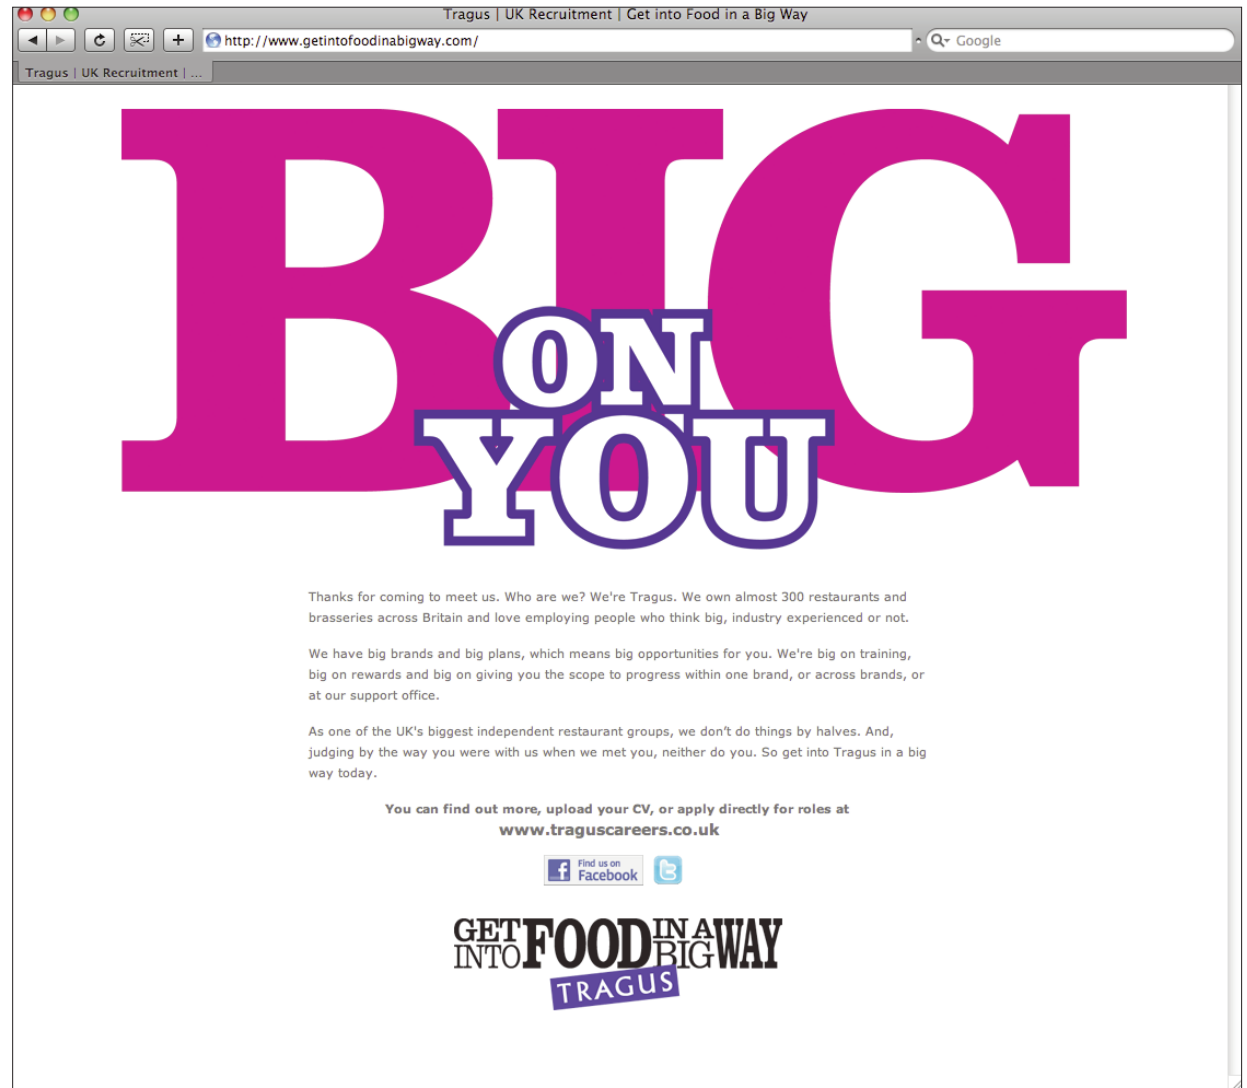 Tragus | UK Recruitment | Get into Food in a Big Way
http://www.getintofoodinabigway.com/
Google
Tragus | UK Recruitment | ...
BIG
ON
YOU
Thanks for coming to meet us. Who are we? We're Tragus. We own almost 300 restaurants and
brasseries across Britain and love employing people who think big, industry experienced or not.
We have big brands and big plans, which means big opportunities for you. We're big on training,
big on rewards and big on giving you the scope to progress within one brand, or across brands, or
at our support office.
As one of the UK's biggest independent restaurant groups, we don’t do things by halves. And,
judging by the way you were with us when we met you, neither do you. So get into Tragus in a big
way today.
You can find out more, upload your CV, or apply directly for roles at
www.traguscareers.co.uk
Find us on
Facebook
GET INTO FOOD IN A BIG WAY
TRAGUS